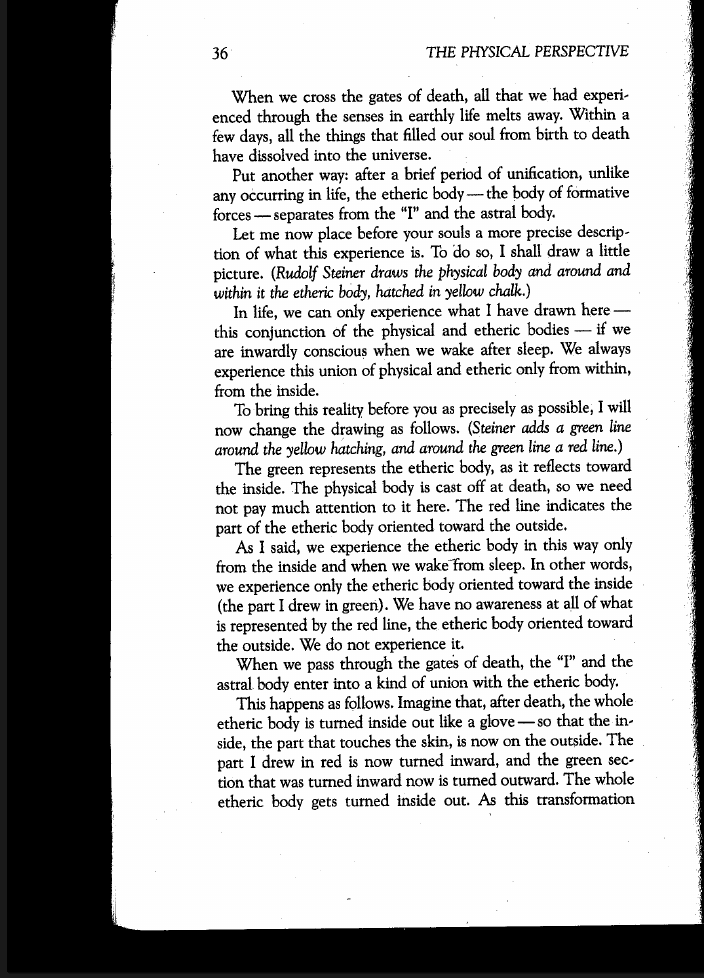 36 THE PHYSICAL PERSPECTIVE
When we cross the gates of death, all that we had experi-
enced through the senses in earthly life melts away. Within a
few days, all the things that filled our soul from birth to death
have dissolved into the universe.
Put another way: after a brief period of unification, unlike
any occurring in life, the etheric body — the body of formative
forces — separates from the “I” and the astral body.
Let me now place before your souls a more precise descrip-
tion of what this experience is. To do so, I shall draw a little
picture. (Rudolf Steiner draws the physical body and around and
within it the etheric body, hatched in yellow chalk.)
In life, we can only experience what I have drawn here —
this conjunction of the physical and etheric bodies — if we
are inwardly conscious when we wake after sleep. We always
experience this union of physical and etheric only from within,
from the inside.
To bring this reality before you as precisely as possible, I will
now change the drawing as follows. (Steiner adds a green line
around the yellow hatching, and around the green line a red line.)
The green represents the etheric body, as it reflects toward
the inside. The physical body is cast off at death, so we need
not pay much attention to it here. The red line indicates the
part of the etheric body oriented toward the outside.
As I said, we experience the etheric body in this way only
from the inside and when we wake from sleep. In other words,
we experience only the etheric body oriented toward the inside
(the part I drew in green). We have no awareness at all of what
is represented by the red line, the etheric body oriented toward
the outside. We do not experience it.
When we pass through the gates of death, the “I” and the
astral body enter into a kind of union with the etheric body.
This happens as follows. Imagine that, after death, the whole
etheric body is turned inside out like a glove — so that the in-
side, the part that touches the skin, is now on the outside. The
part I drew in red is now turned inward, and the green sec-
tion that was turned inward now is turned outward. The whole
etheric body gets turned inside out. As this transformation